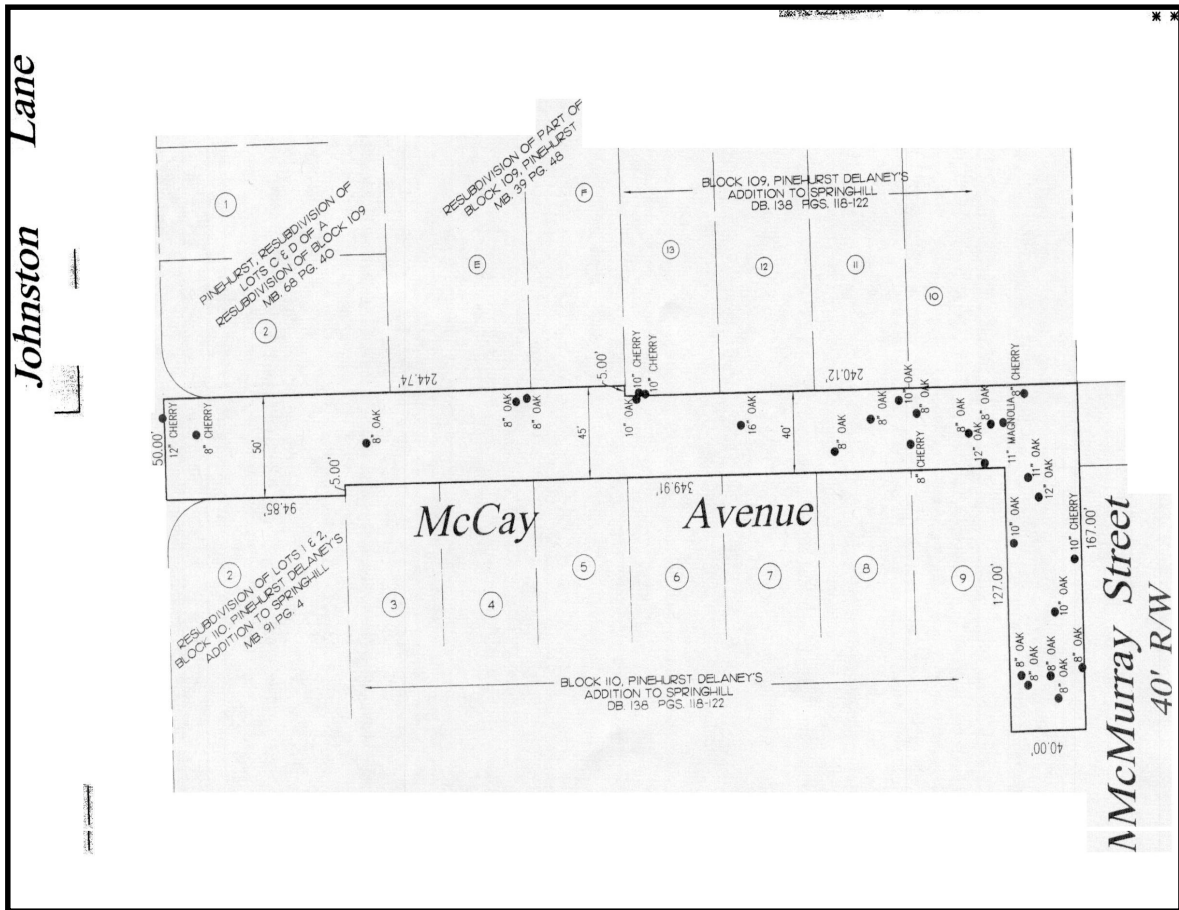 Johnston Lane
* *
1
PINEHURST, RESUBDIVISION OF
LOTS C & D OF A
RESUBDIVISION OF BLOCK 109
MB. 68 PG. 40
2
RESUBDIVISION OF PART OF
BLOCK 109, PINEHURST
MB. 39 PG. 48
E
F
BLOCK 109, PINEHURST DELANEY'S
ADDITION TO SPRINGHILL
DB. 138 PGS. 118-122
13
12
11
10
50.00'
12" CHERRY
8" CHERRY
50'
244.74'
8" OAK
8" OAK
8" OAK
5.00'
10" CHERRY
10" CHERRY
10" OAK
45'
16" OAK
240.12'
40'
8" OAK
8" OAK
10" OAK
8" OAK
8" CHERRY
8" OAK
8" OAK
12" OAK
11" MAGNOLIA
8" CHERRY
11" OAK
12" OAK
94.85'
5.00'
349.91'
McCay Avenue
RESUBDIVISION OF LOTS 1 & 2,
BLOCK 110, PINEHURST DELANEY'S
ADDITION TO SPRINGHILL
MB. 91 PG. 4
2
3
4
5
6
7
8
9
BLOCK 110, PINEHURST DELANEY'S
ADDITION TO SPRINGHILL
DB. 138 PGS. 118-122
127.00'
10" OAK
10" CHERRY
167.00'
10" OAK
8" OAK
8" OAK
8" OAK
8" OAK
8" OAK
40.00'
McMurray Street
40' R/W